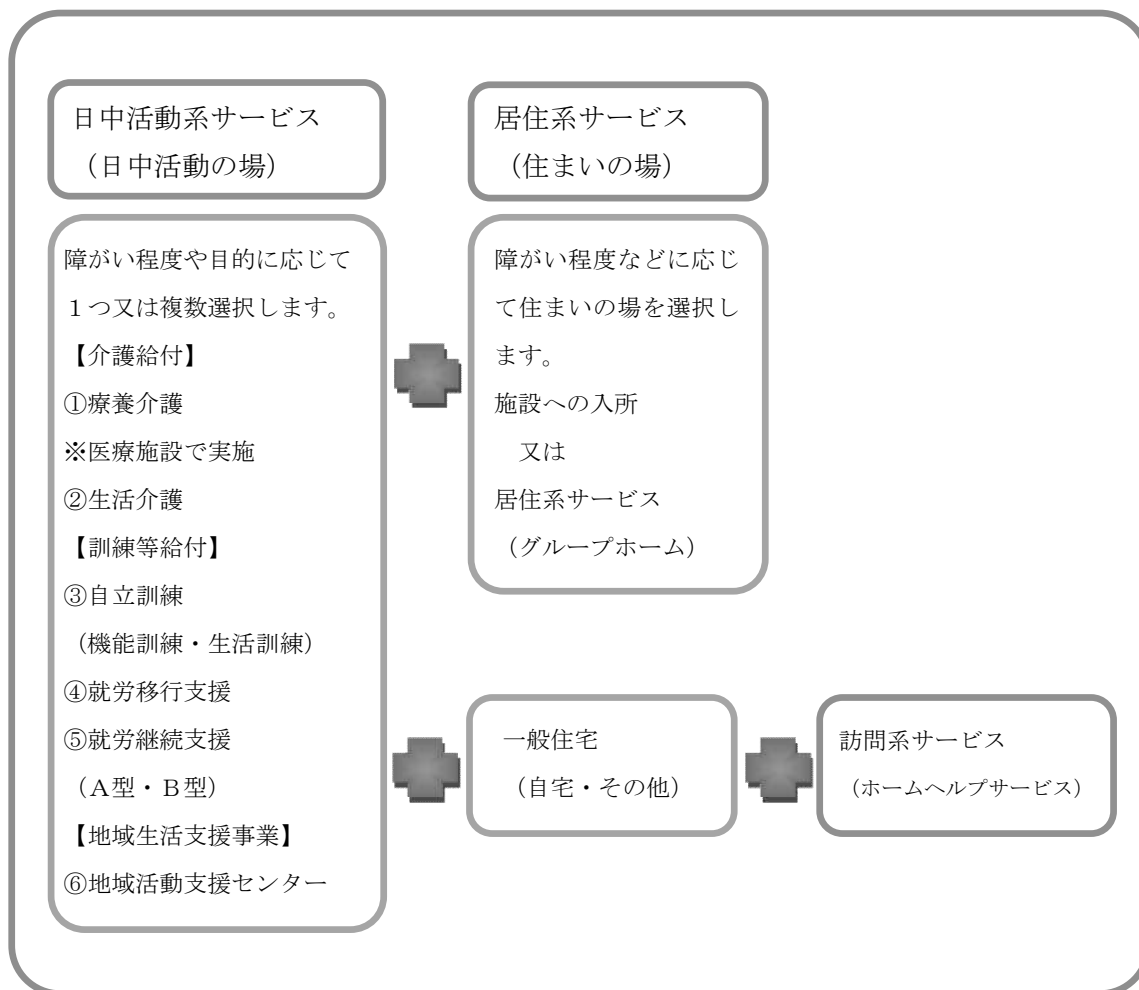 日中活動系サービス
（日中活動の場）
居住系サービス
（住まいの場）
障がい程度や目的に応じて
１つ又は複数選択します。
【介護給付】
①療養介護
※医療施設で実施
②生活介護
【訓練等給付】
③自立訓練
（機能訓練・生活訓練）
④就労移行支援
⑤就労継続支援
（Ａ型・Ｂ型）
【地域生活支援事業】
⑥地域活動支援センター
障がい程度などに応じ
て住まいの場を選択し
ます。
施設への入所
又は
居住系サービス
（グループホーム）
一般住宅
（自宅・その他）
訪問系サービス
（ホームヘルプサービス）